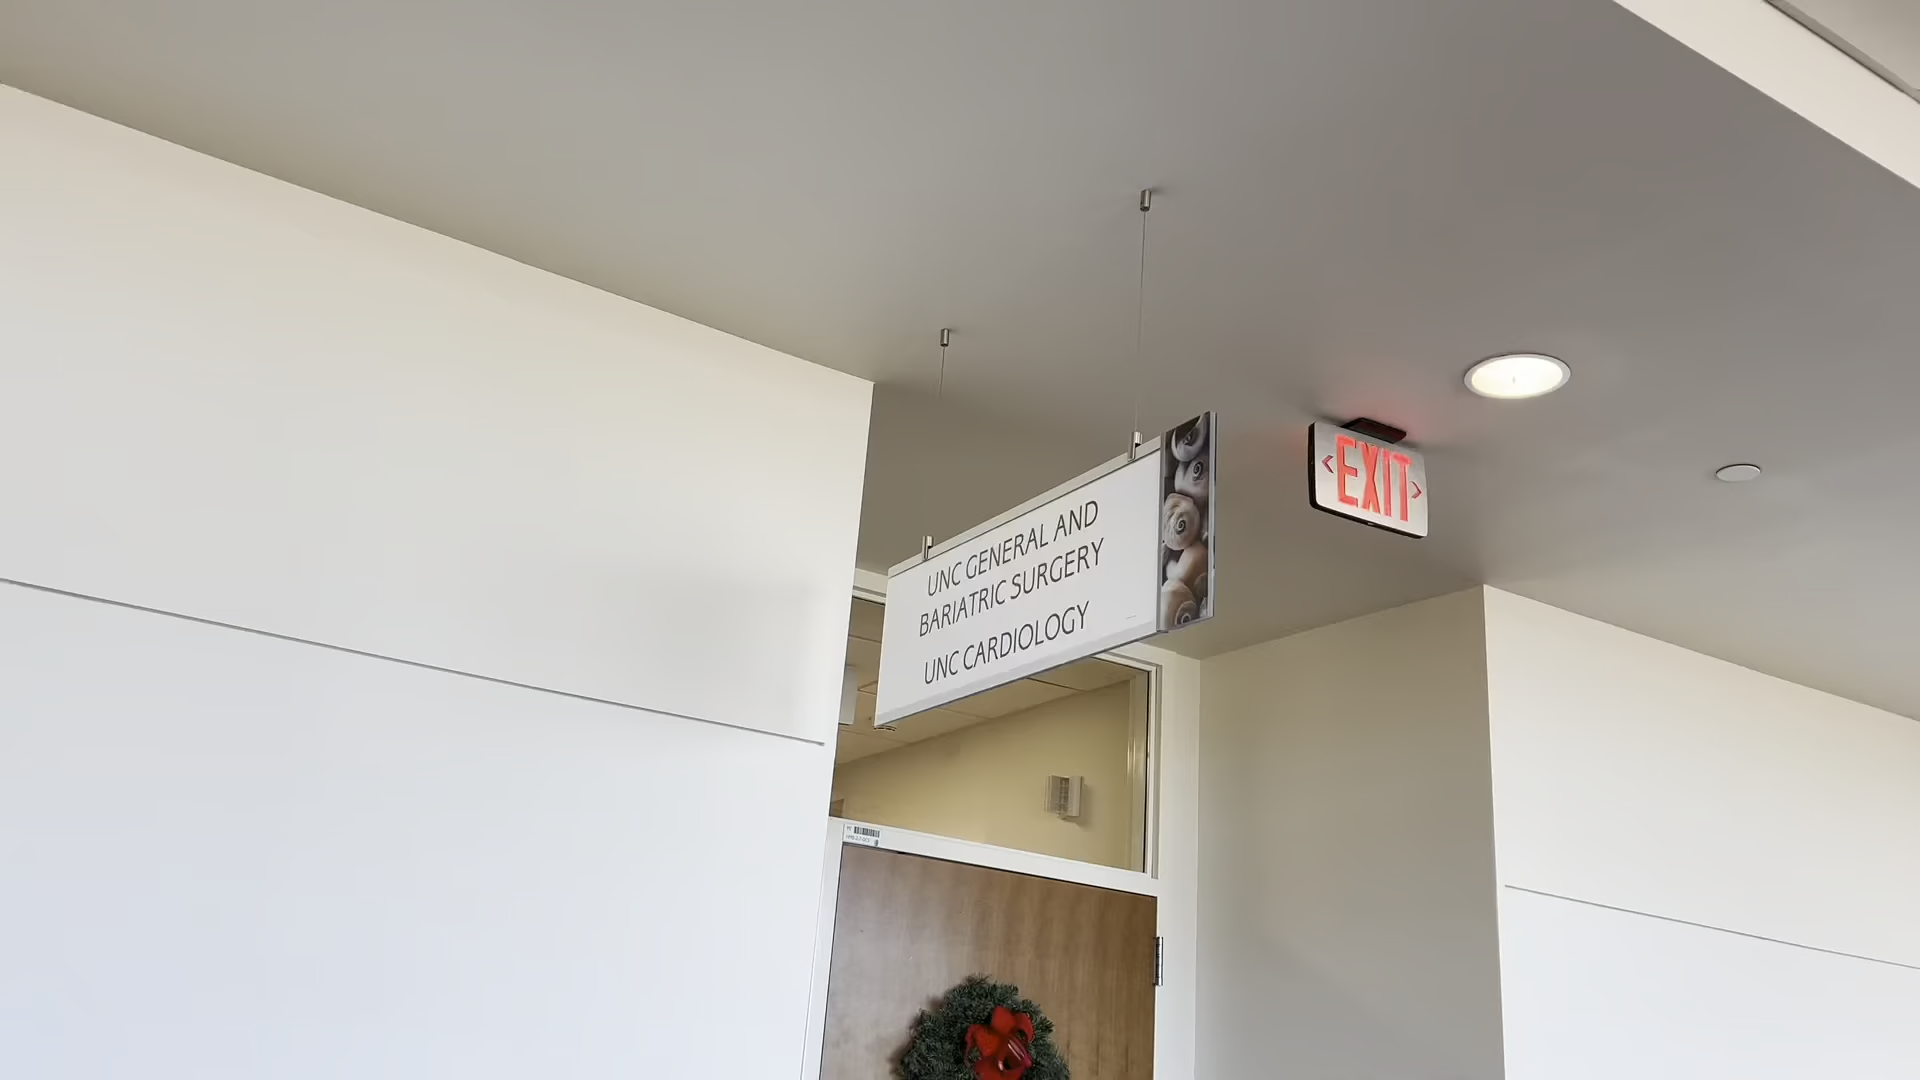 UNC GENERAL AND
BARIATRIC SURGERY
UNC CARDIOLOGY
< EXIT >